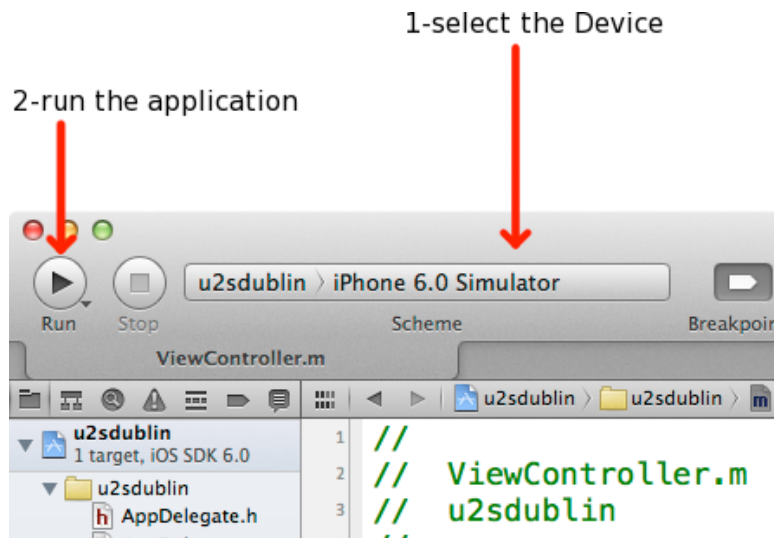 1-select the Device
2-run the application
u2sdublin 〉 iPhone 6.0 Simulator
Run Stop Scheme Breakpoin
ViewController.m
u2sdublin 〉 u2sdublin 〉 m
u2sdublin
1 target, iOS SDK 6.0
u2sdublin
h AppDelegate.h
1 //
2 // ViewController.m
3 // u2sdublin